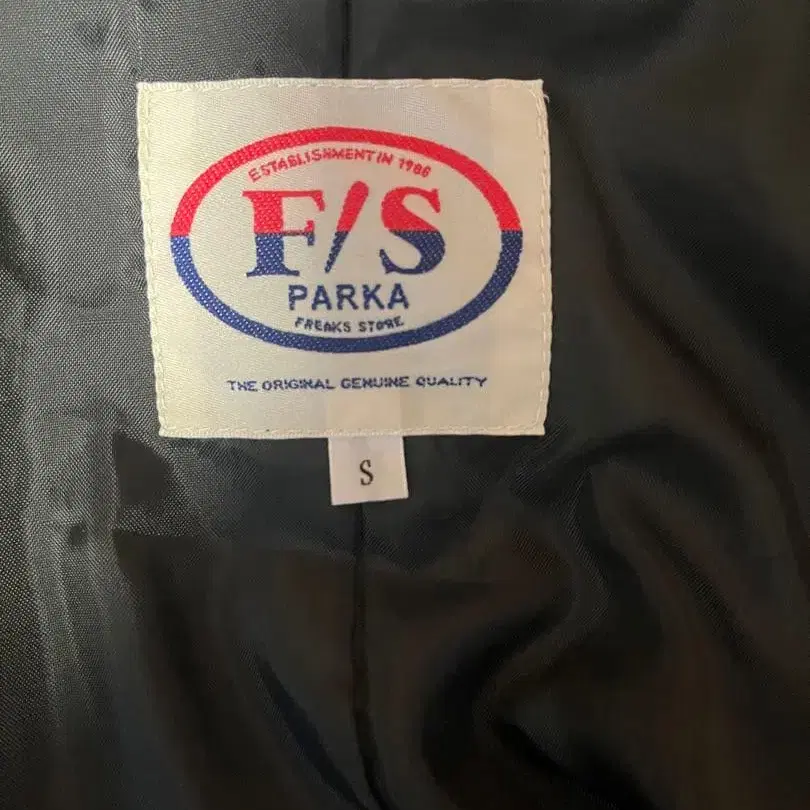 ESTABLISHMENT IN 1986
F/S
PARKA
FREAKS STORE
THE ORIGINAL GENUINE QUALITY
S